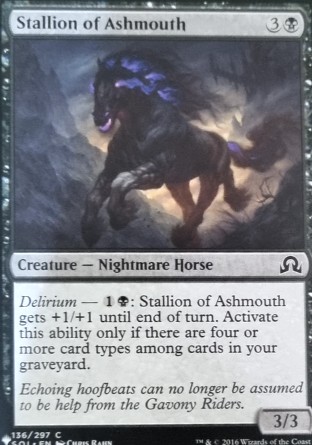 Stallion of Ashmouth 3
Creature — Nightmare Horse
Delirium — 1: Stallion of Ashmouth
gets +1/+1 until end of turn. Activate
this ability only if there are four or
more card types among cards in your
graveyard.
Echoing hoofbeats can no longer be assumed
to be help from the Gavony Riders.
3/3
136/297 C
SOI • EN Chris Rahn
™ & © 2016 Wizards of the Coast